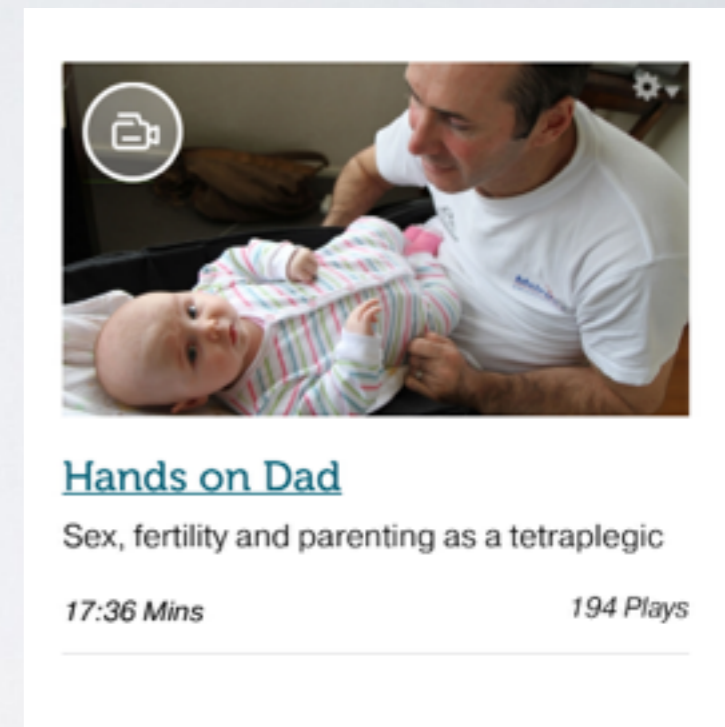 Hands on Dad
Sex, fertility and parenting as a tetraplegic
17:36 Mins
194 Plays